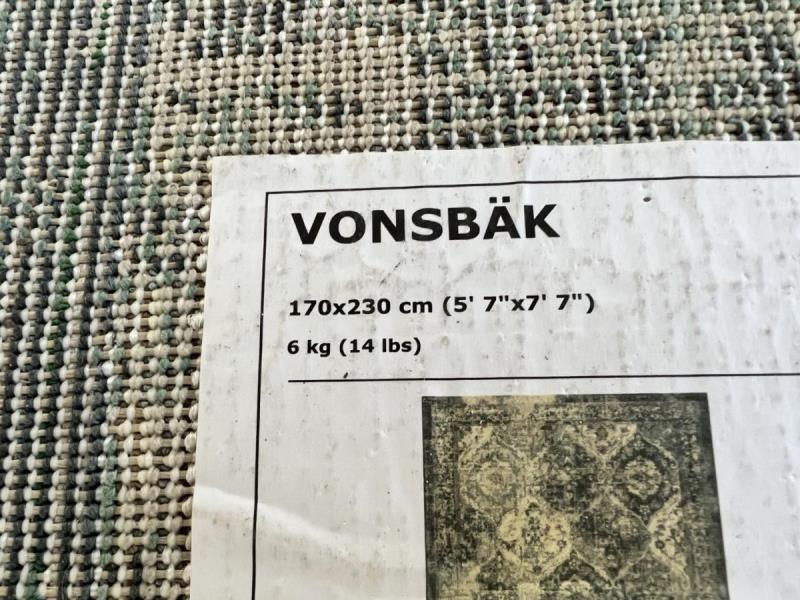 VONSBÄK
170x230 cm (5' 7"x7' 7")
6 kg (14 lbs)